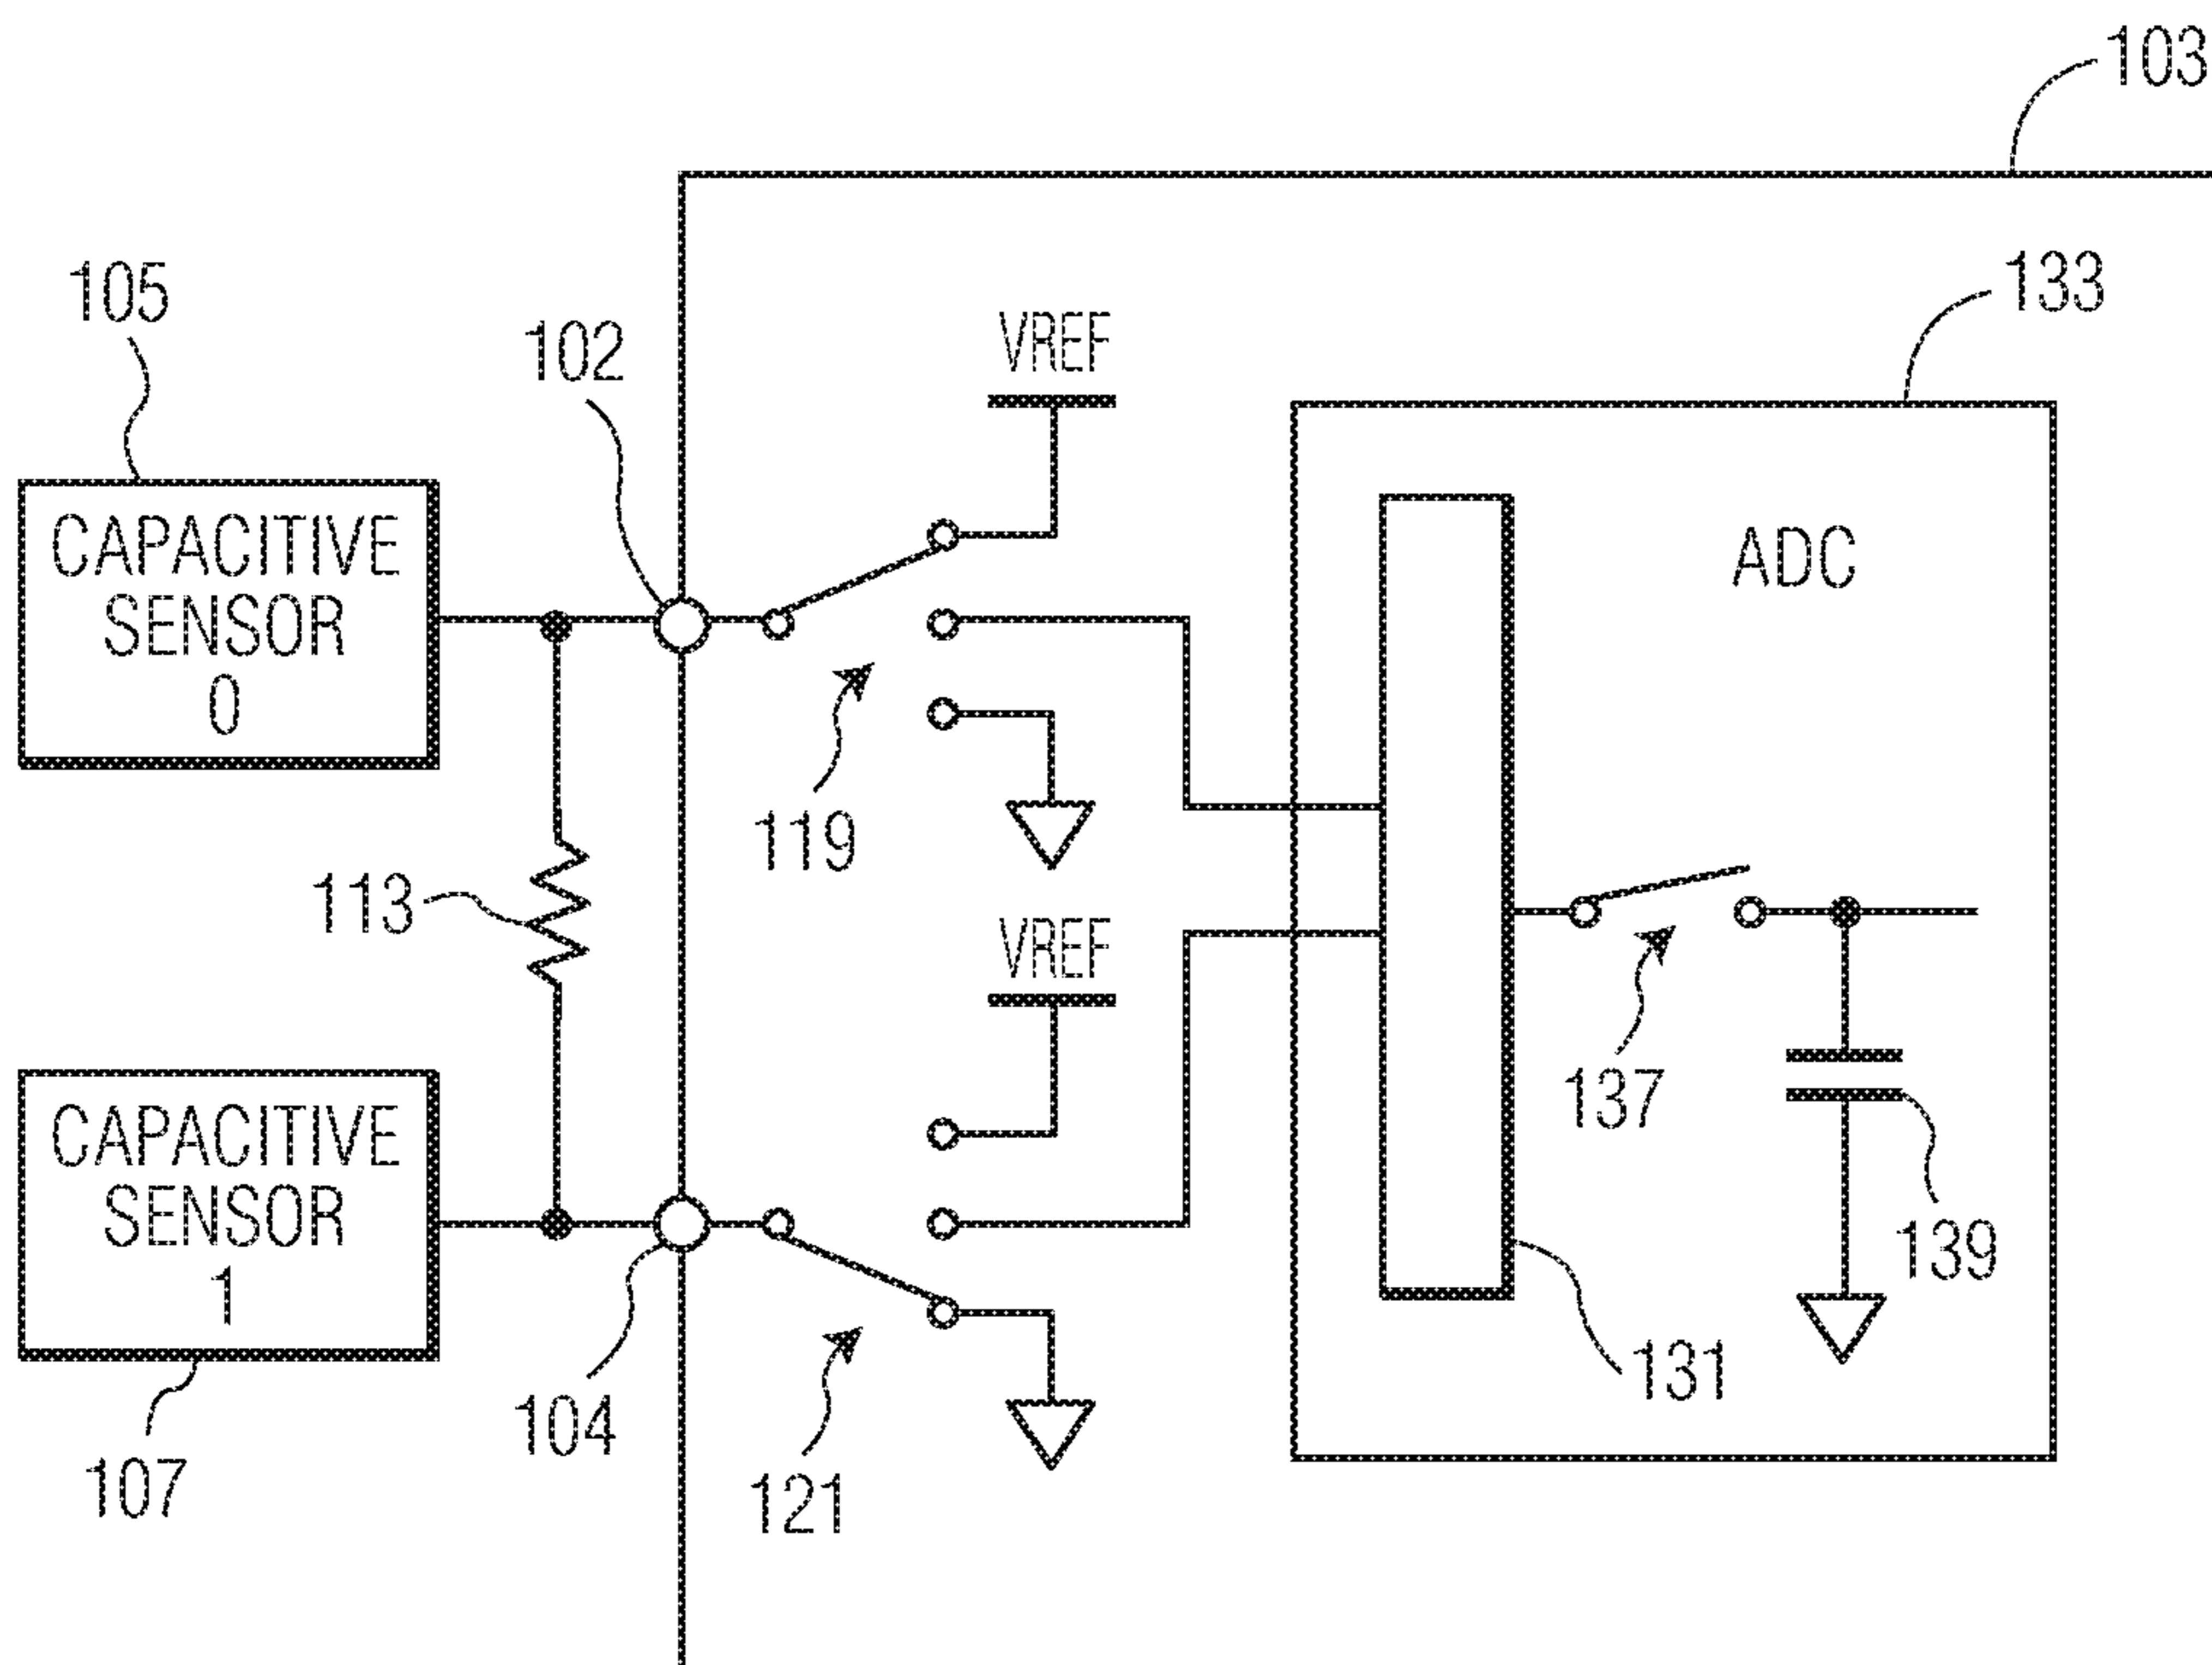 103
133
105
102
VREF
CAPACITIVE
SENSOR
0
ADC
119
113
VREF
137
CAPACITIVE
SENSOR
1
139
131
104
107
121